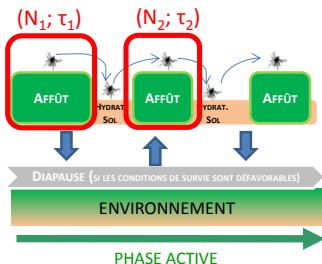 (N1; τ1) (N2; τ2)
AFFÛT AFFÛT AFFÛT
HYDRAT. HYDRAT.
SOL SOL
DIAPAUSE (SI LES CONDITIONS DE SURVIE SONT DÉFAVORABLES)
ENVIRONNEMENT
PHASE ACTIVE